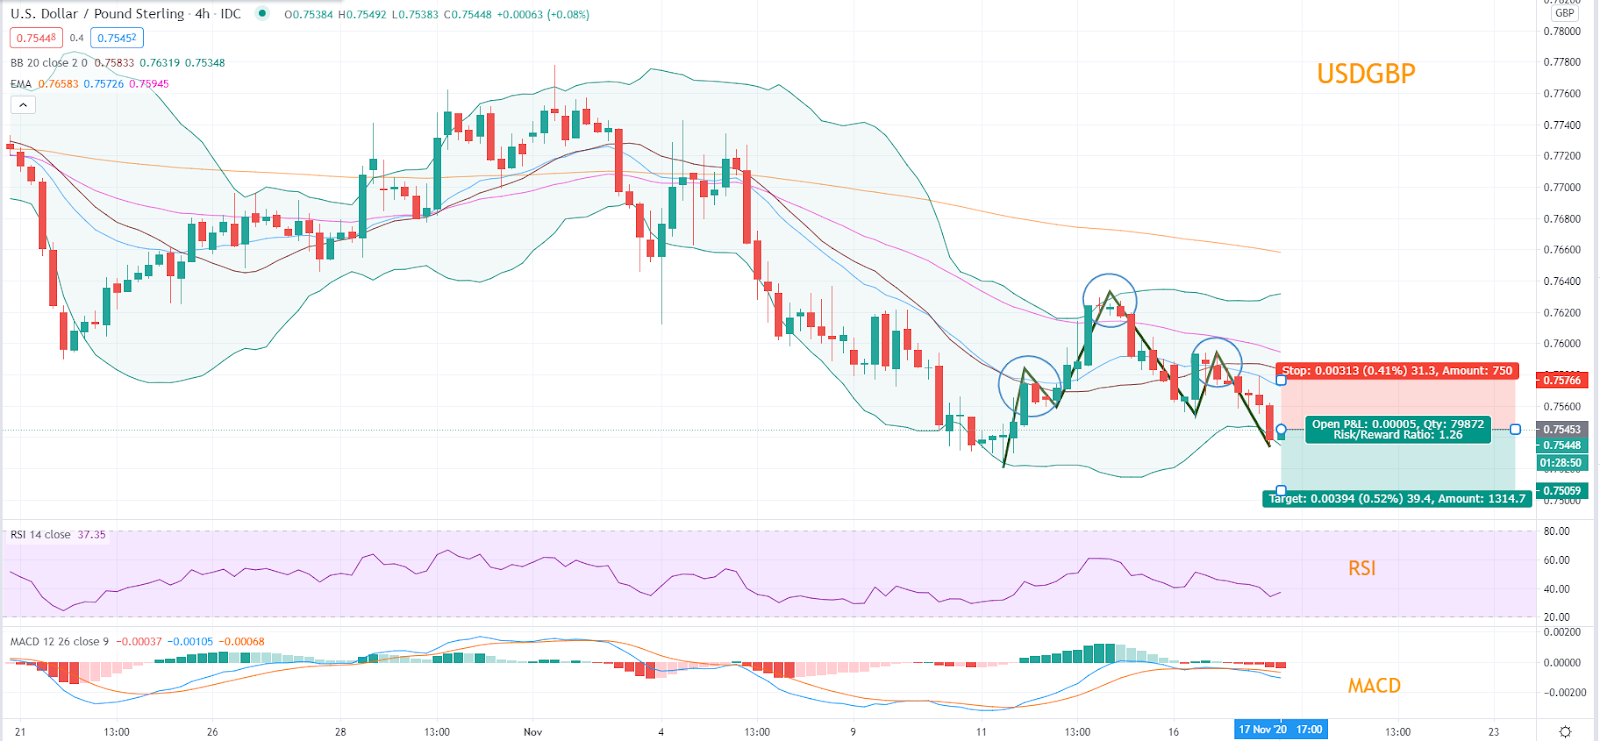 U.S. Dollar / Pound Sterling · 4h · IDC O0.75384 H0.75492 L0.75383 C0.75448 +0.00063 (+0.08%)
0.75448 0.4 0.75452
BB 20 close 2 0 0.75833 0.76319 0.75348
EMA 0.76583 0.75726 0.75945
USDGBP
GBP
0.78000
0.77800
0.77600
0.77400
0.77200
0.77000
0.76800
0.76600
0.76400
0.76200
0.76000
Stop: 0.00313 (0.41%) 31.3, Amount: 750
0.75766
0.75600
Open P&L: 0.00005, Qty: 79872
Risk/Reward Ratio: 1.26
0.75453
0.75448
01:28:50
0.75059
Target: 0.00394 (0.52%) 39.4, Amount: 1314.7
RSI 14 close 37.35
RSI
80.00
60.00
40.00
20.00
MACD 12 26 close 9 −0.00037 −0.00105 −0.00068
MACD
0.00200
0.00000
−0.00200
21 13:00 26 28 13:00 Nov 4 13:00 9 11 13:00 16 17 Nov '20 17:00 13:00 23